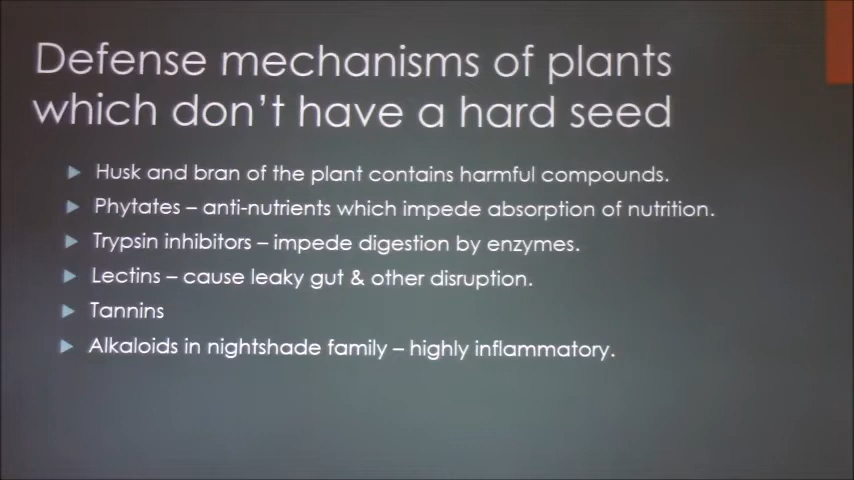 Defense mechanisms of plants
which don't have a hard seed
Husk and bran of the plant contains harmful compounds.
Phytates – anti-nutrients which impede absorption of nutrition.
Trypsin inhibitors – impede digestion by enzymes.
Lectins – cause leaky gut & other disruption.
Tannins
Alkaloids in nightshade family – highly inflammatory.